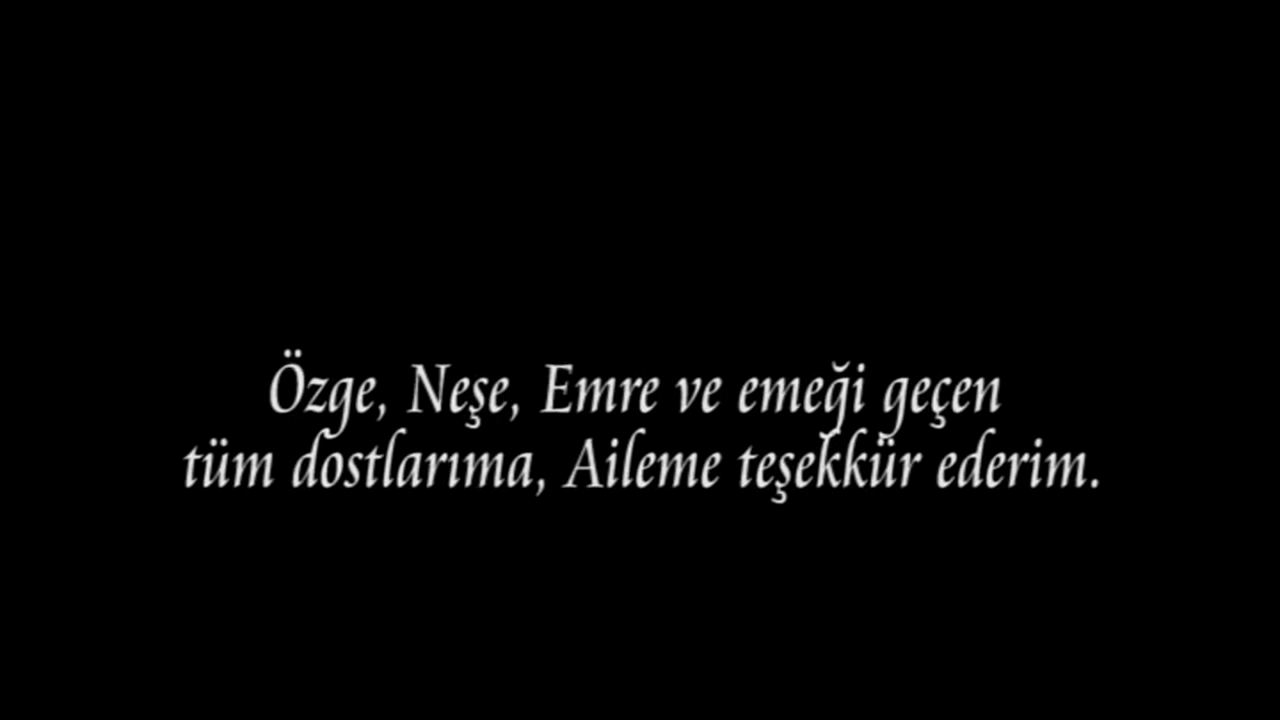 Özge, Neşe, Emre ve emeği geçen
tüm dostlarıma, Aileme teşekkür ederim.